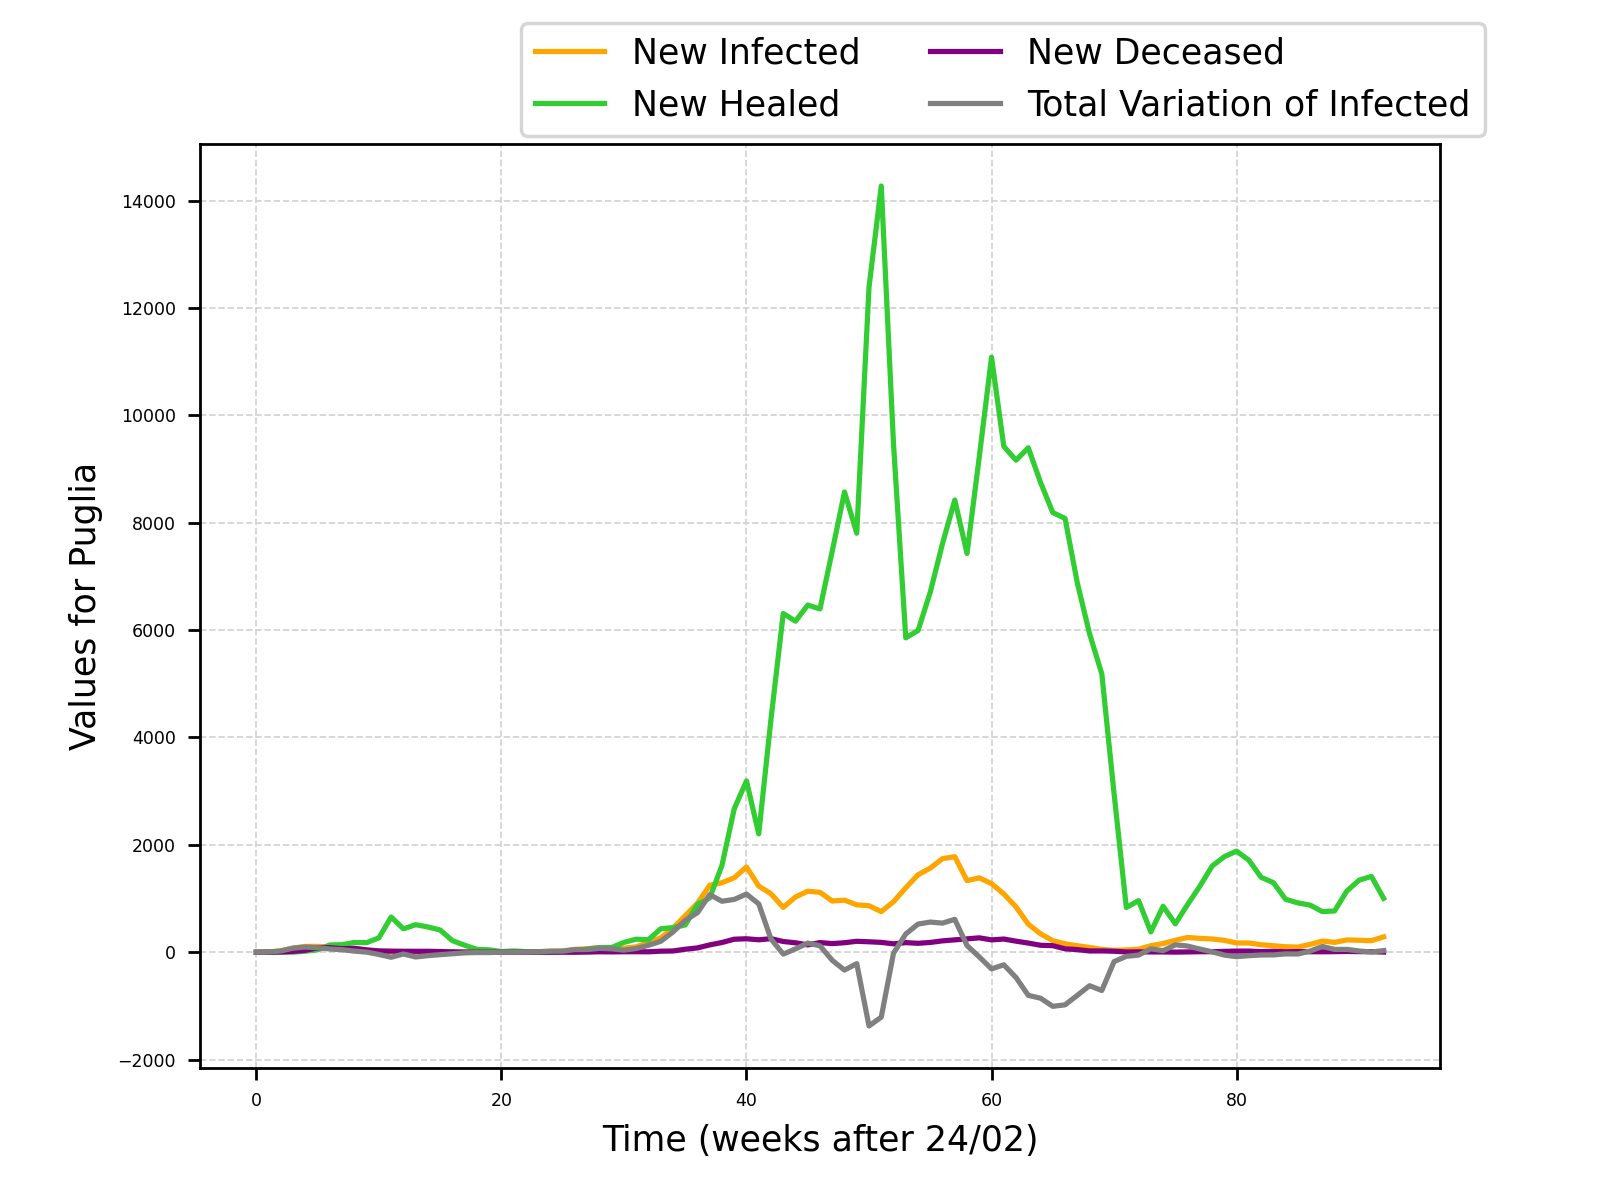 New Infected
New Healed
New Deceased
Total Variation of Infected
Values for Puglia
14000
12000
10000
8000
6000
4000
2000
0
−2000
0 20 40 60 80
Time (weeks after 24/02)